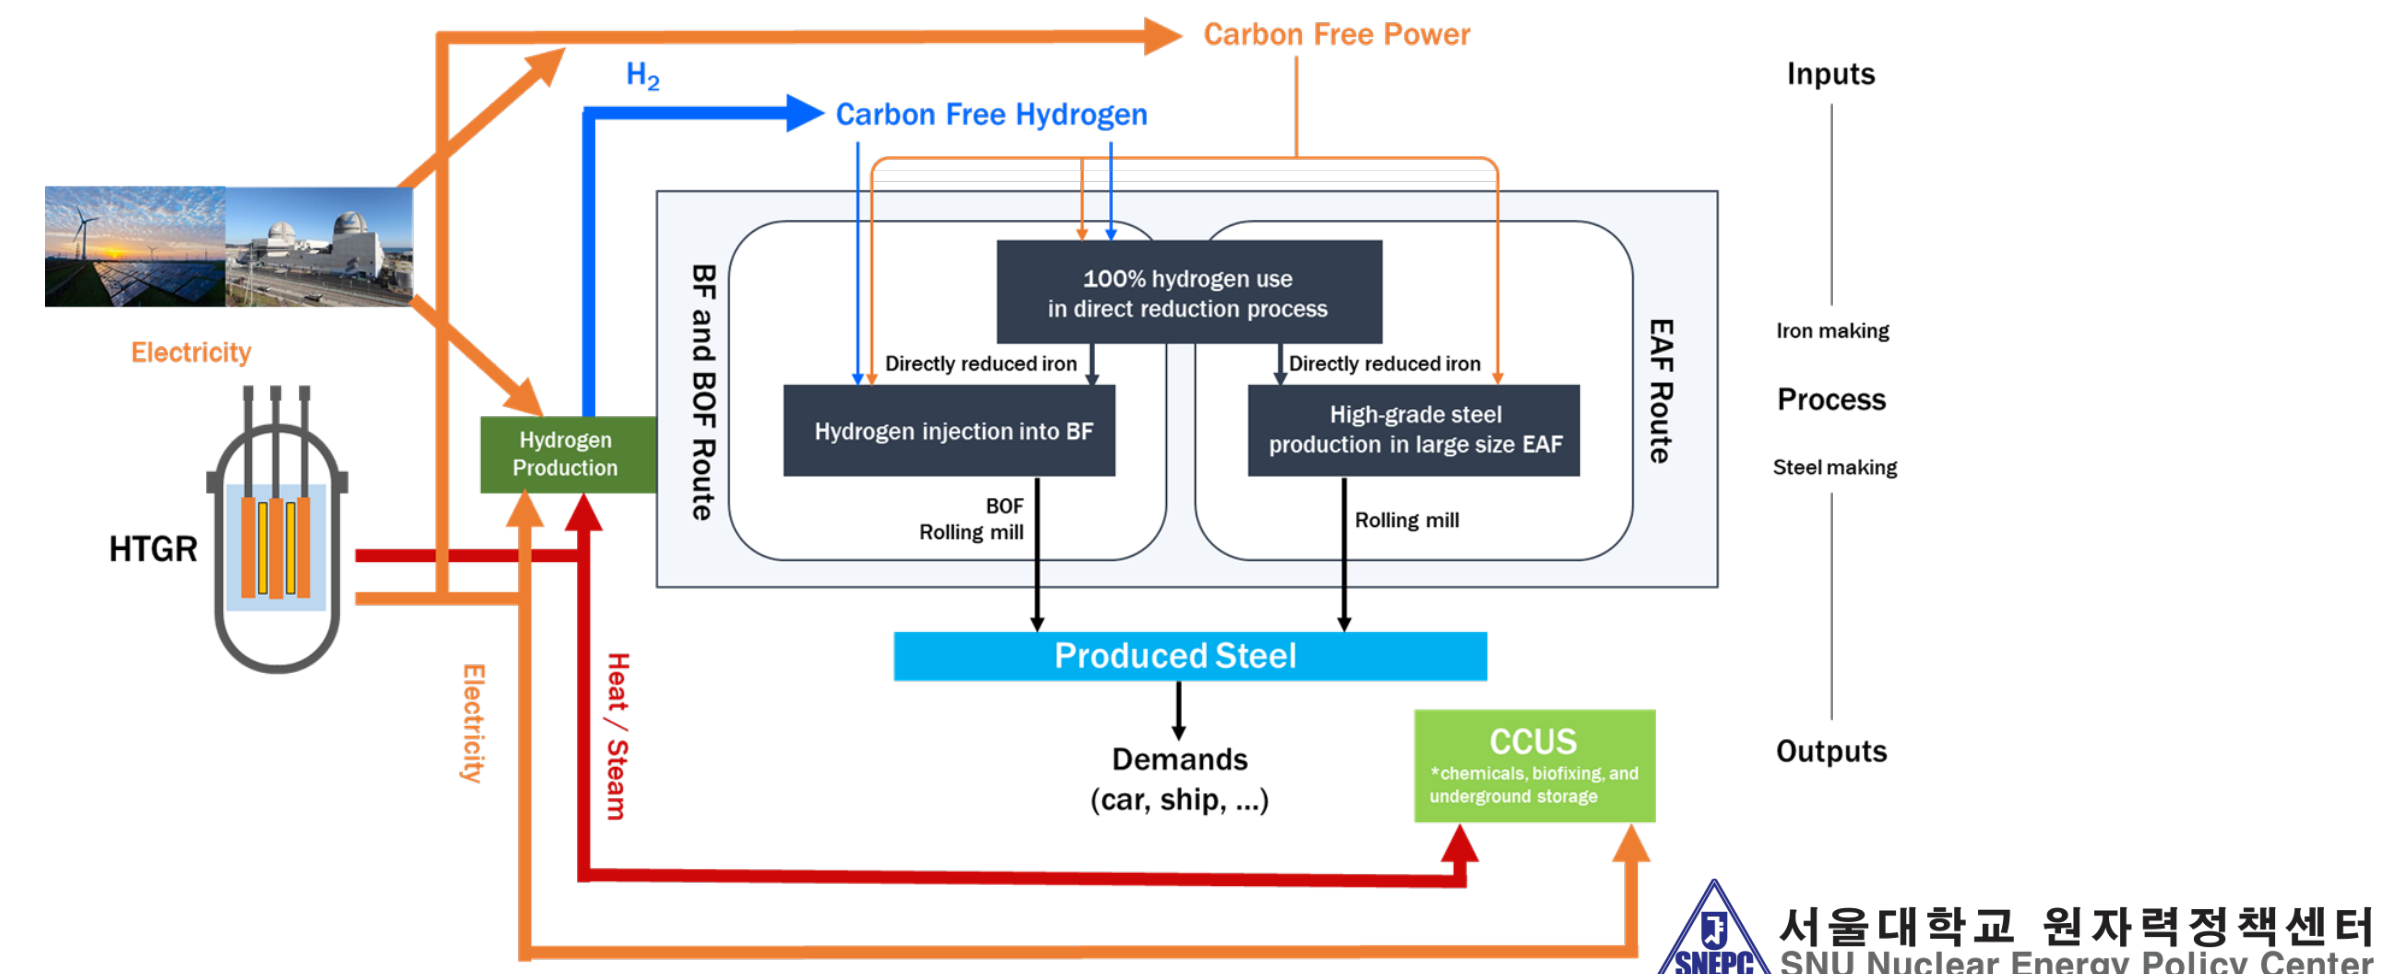 Carbon Free Power
H2
Carbon Free Hydrogen
Inputs
100% hydrogen use
in direct reduction process
BF and BOF Route
EAF Route
Iron making
Electricity
Directly reduced iron
Directly reduced iron
Process
Hydrogen injection into BF
High-grade steel
production in large size EAF
Hydrogen
Production
Steel making
BOF
Rolling mill
Rolling mill
HTGR
Electricity
Heat / Steam
Produced Steel
Demands
(car, ship, ...)
CCUS
*chemicals, biofixing, and
underground storage
Outputs
서울대학교 원자력정책센터
SNEPC
SNU Nuclear Energy Policy Center